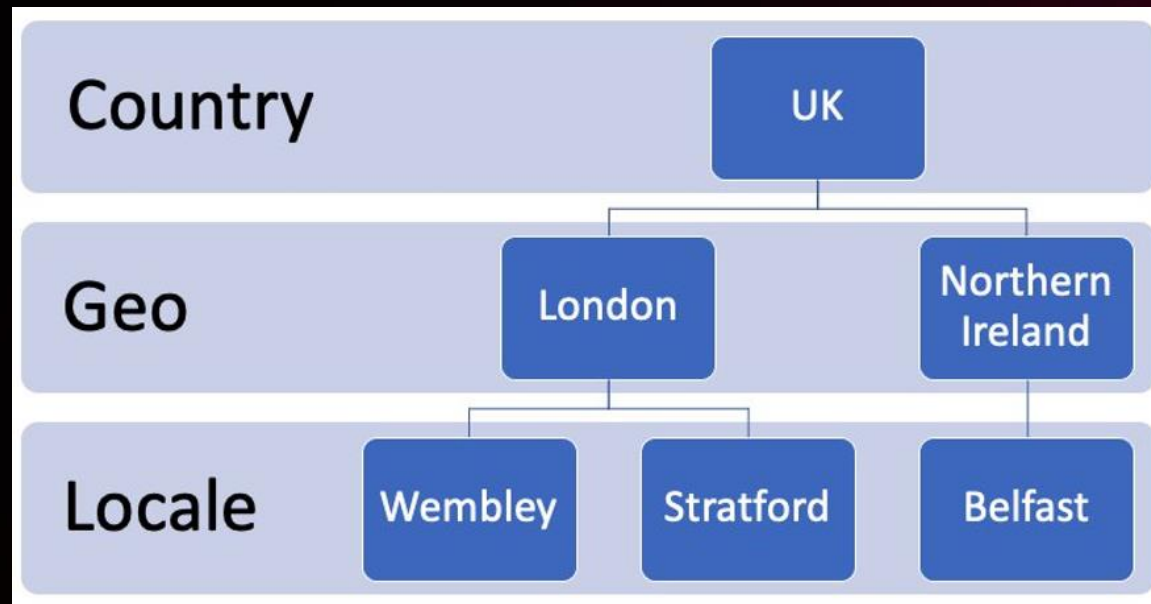 Country
UK
Geo
London
Northern
Ireland
Locale
Wembley
Stratford
Belfast